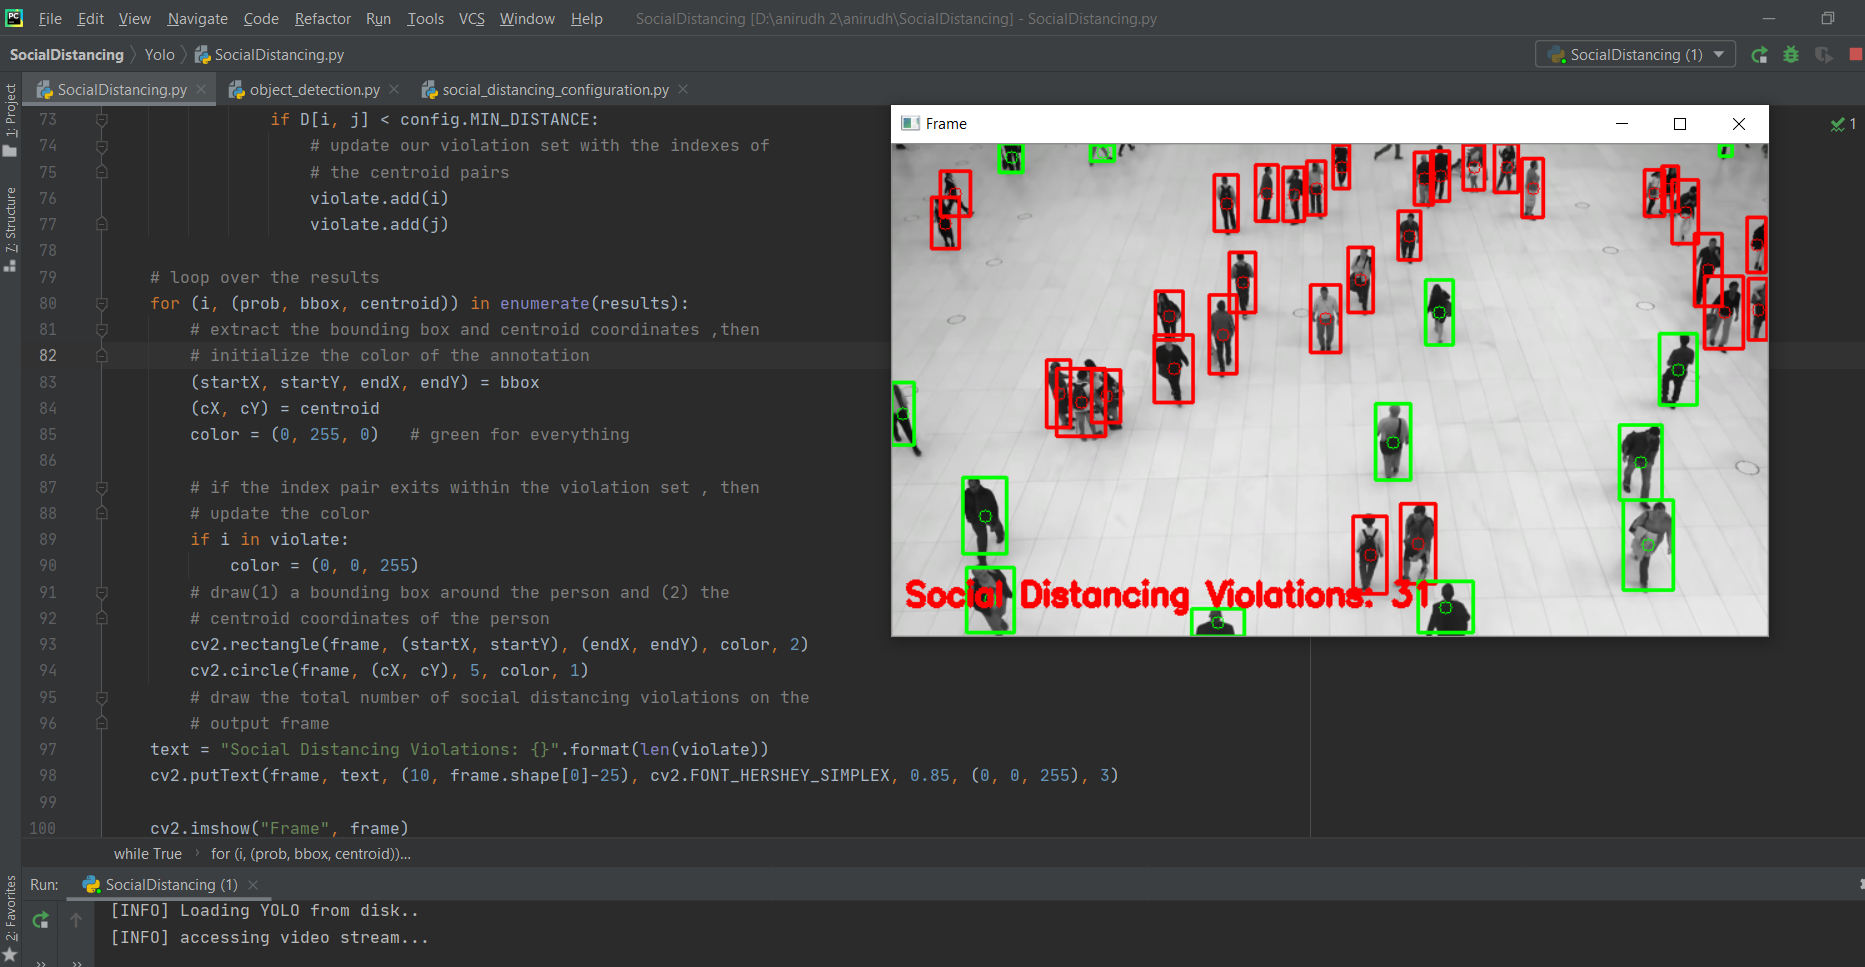 File Edit View Navigate Code Refactor Run Tools VCS Window Help SocialDistancing [D:\anirudh 2\anirudh\SocialDistancing] - SocialDistancing.py
SocialDistancing Yolo SocialDistancing.py SocialDistancing (1)
SocialDistancing.py object_detection.py social_distancing_configuration.py
1: Project
7: Structure
2: Favorites
73 if D[i, j] < config.MIN_DISTANCE:
74 # update our violation set with the indexes of
75 # the centroid pairs
76 violate.add(i)
77 violate.add(j)
78
79 # loop over the results
80 for (i, (prob, bbox, centroid)) in enumerate(results):
81 # extract the bounding box and centroid coordinates ,then
82 # initialize the color of the annotation
83 (startX, startY, endX, endY) = bbox
84 (cX, cY) = centroid
85 color = (0, 255, 0) # green for everything
86
87 # if the index pair exits within the violation set , then
88 # update the color
89 if i in violate:
90 color = (0, 0, 255)
91 # draw(1) a bounding box around the person and (2) the
92 # centroid coordinates of the person
93 cv2.rectangle(frame, (startX, startY), (endX, endY), color, 2)
94 cv2.circle(frame, (cX, cY), 5, color, 1)
95 # draw the total number of social distancing violations on the
96 # output frame
97 text = "Social Distancing Violations: {}".format(len(violate))
98 cv2.putText(frame, text, (10, frame.shape[0]-25), cv2.FONT_HERSHEY_SIMPLEX, 0.85, (0, 0, 255), 3)
99
100 cv2.imshow("Frame", frame)
Frame
Social Distancing Violations: 31
1
while True for (i, (prob, bbox, centroid))...
Run: SocialDistancing (1)
[INFO] Loading YOLO from disk..
[INFO] accessing video stream...